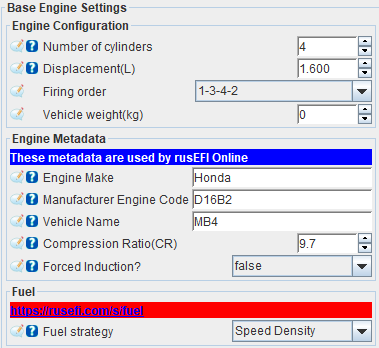 Base Engine Settings
Engine Configuration
Number of cylinders 4
Displacement(L) 1.600
Firing order 1-3-4-2
Vehicle weight(kg) 0
Engine Metadata
These metadata are used by rusEFI Online
Engine Make Honda
Manufacturer Engine Code D16B2
Vehicle Name MB4
Compression Ratio(CR) 9.7
Forced Induction? false
Fuel
https://rusefi.com/s/fuel
Fuel strategy Speed Density